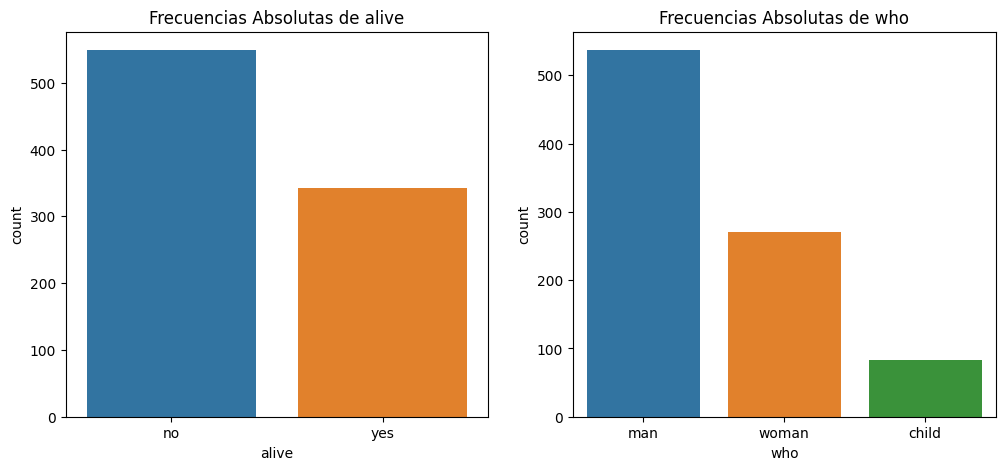 Frecuencias Absolutas de alive
500
400
300
200
100
0
count
no
yes
alive
Frecuencias Absolutas de who
500
400
300
200
100
0
count
man
woman
child
who